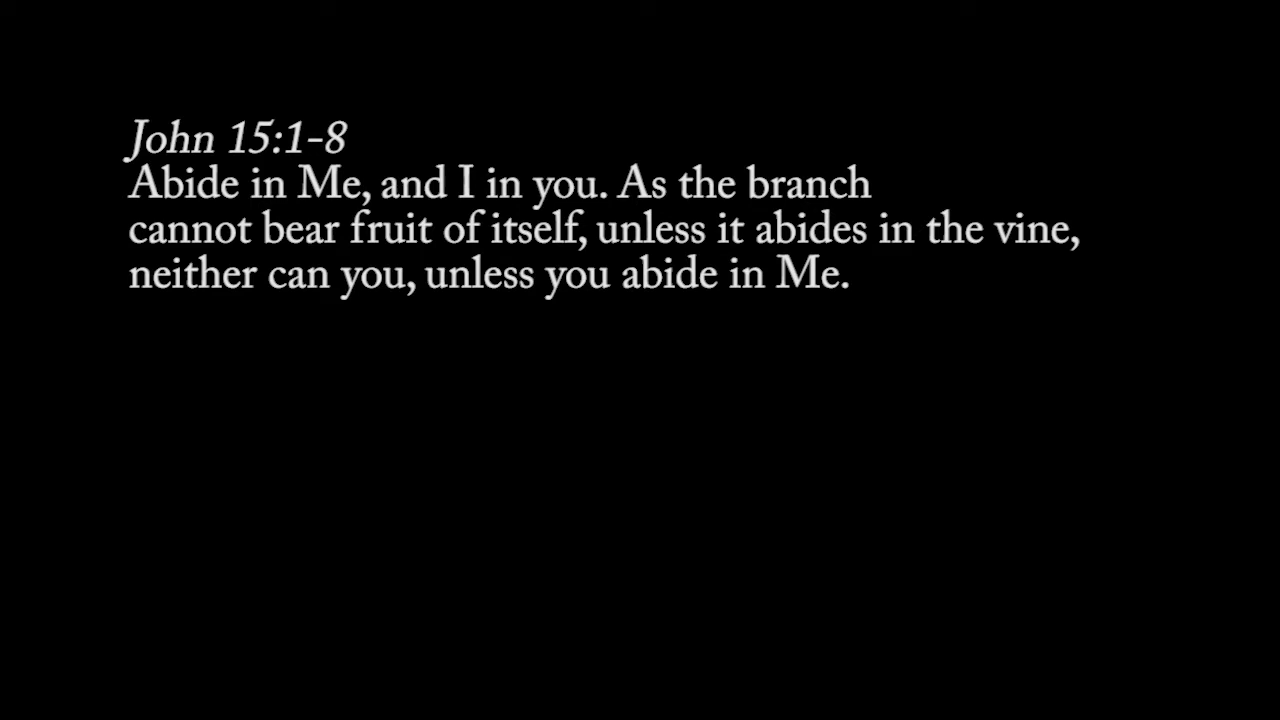 John 15:1-8
Abide in Me, and I in you. As the branch
cannot bear fruit of itself, unless it abides in the vine,
neither can you, unless you abide in Me.